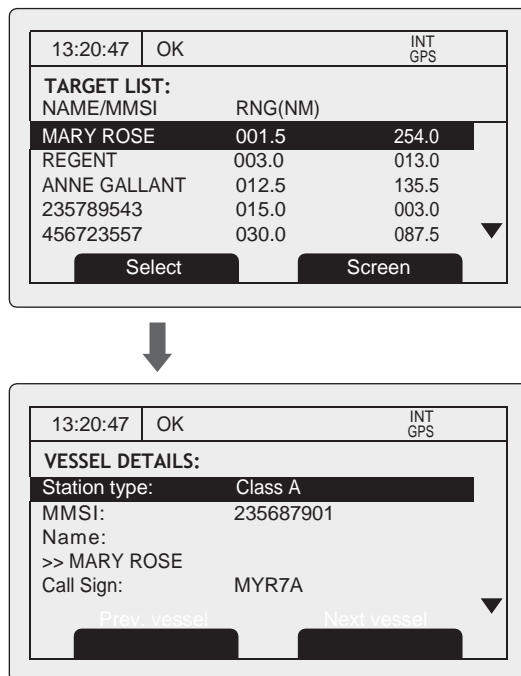 13:20:47 OK INT
GPS
TARGET LIST:
NAME/MMSI RNG(NM)
MARY ROSE 001.5 254.0
REGENT 003.0 013.0
ANNE GALLANT 012.5 135.5
235789543 015.0 003.0
456723557 030.0 087.5
Select Screen
13:20:47 OK INT
GPS
VESSEL DETAILS:
Station type: Class A
MMSI: 235687901
Name:
>> MARY ROSE
Call Sign: MYR7A
Prev. vessel Next vessel